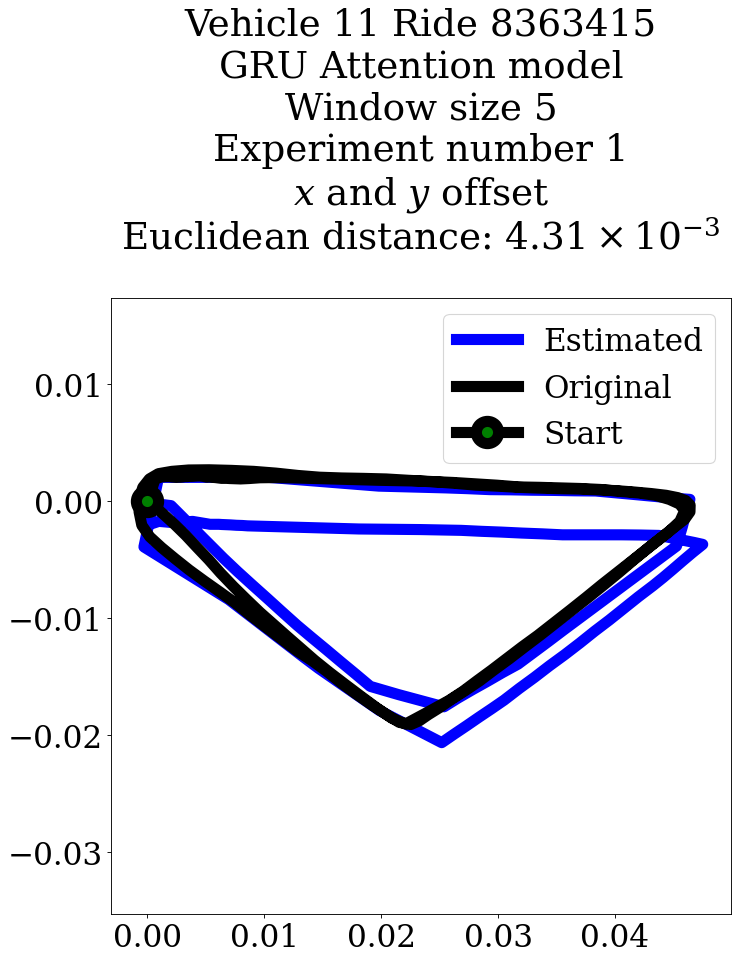 Vehicle 11 Ride 8363415
GRU Attention model
Window size 5
Experiment number 1
x and y offset
Euclidean distance: 4.31 × 10⁻³
Estimated
Original
Start
0.01
0.00
−0.01
−0.02
−0.03
0.00 0.01 0.02 0.03 0.04